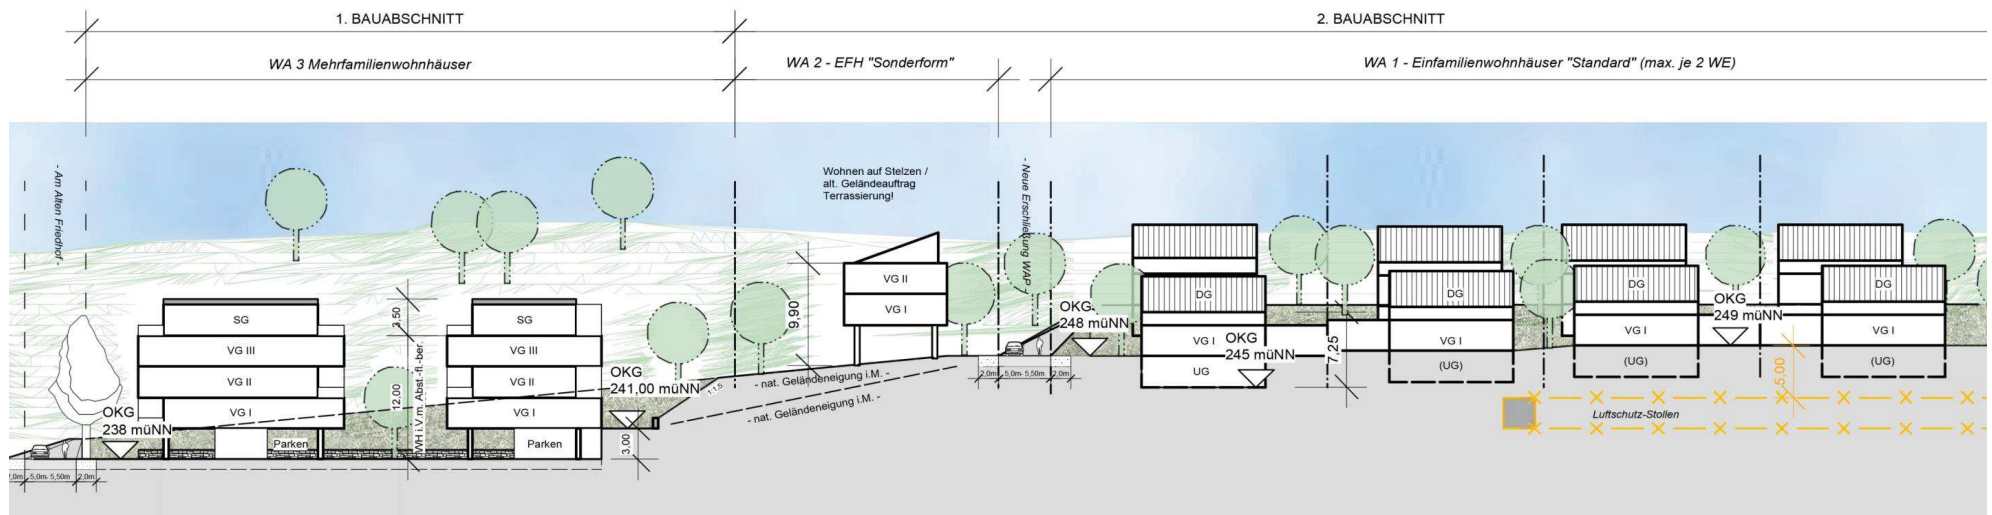 1. BAUABSCHNITT
2. BAUABSCHNITT
WA 3 Mehrfamilienwohnhäuser
WA 2 - EFH "Sonderform"
WA 1 - Einfamilienwohnhäuser "Standard" (max. je 2 WE)
- Am Alten Friedhof -
Wohnen auf Stelzen /
alt. Geländeauftrag
Terrassierung!
- Neue Erschließung WAP -
SG
VG III
VG II
VG I
Parken
OKG
238 müNN
3,50
12,00
WH i.V.m. Abst.-fl.-ber.
SG
VG III
VG II
VG I
Parken
OKG
241,00 müNN
3,00
1:1,5
- nat. Geländeneigung i.M. -
- nat. Geländeneigung i.M. -
9,90
VG II
VG I
OKG
248 müNN
DG
VG I
UG
OKG
245 müNN
7,25
DG
VG I
(UG)
DG
VG I
(UG)
OKG
249 müNN
DG
VG I
(UG)
5,00
Luftschutz-Stollen
2,0m
5,0m- 5,50m
2,0m
2,0m
5,0m- 5,50m
2,0m